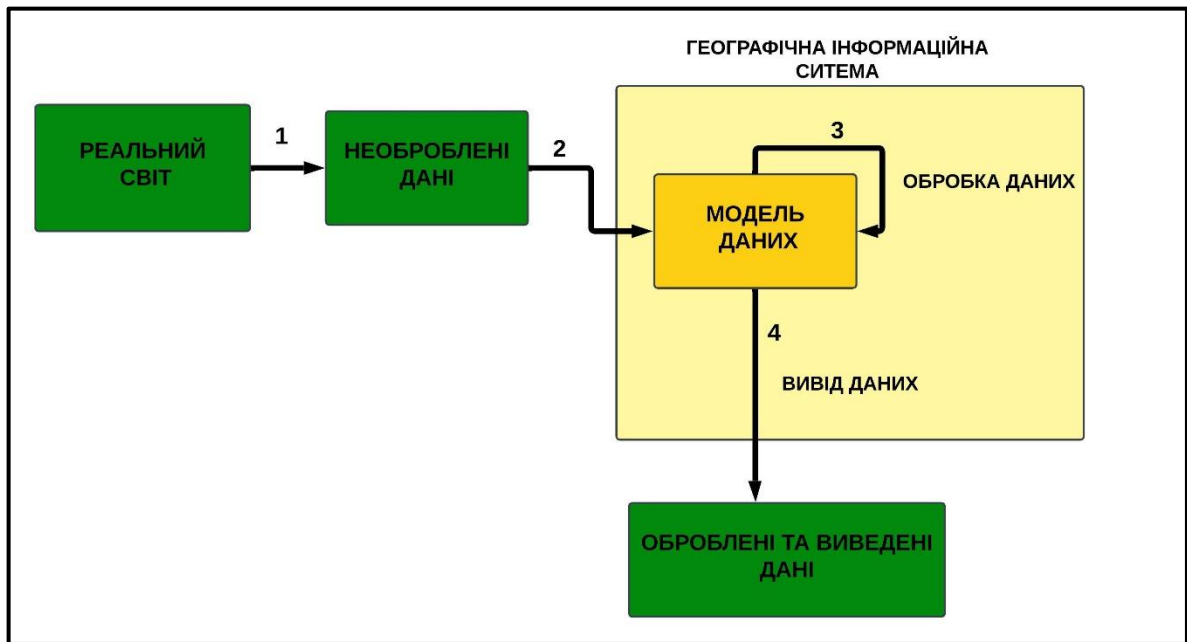 ГЕОГРАФІЧНА ІНФОРМАЦІЙНА
СИТЕМА
РЕАЛЬНИЙ
СВІТ
1
НЕОБРОБЛЕНІ
ДАНІ
2
3
ОБРОБКА ДАНИХ
МОДЕЛЬ
ДАНИХ
4
ВИВІД ДАНИХ
ОБРОБЛЕНІ ТА ВИВЕДЕНІ
ДАНІ